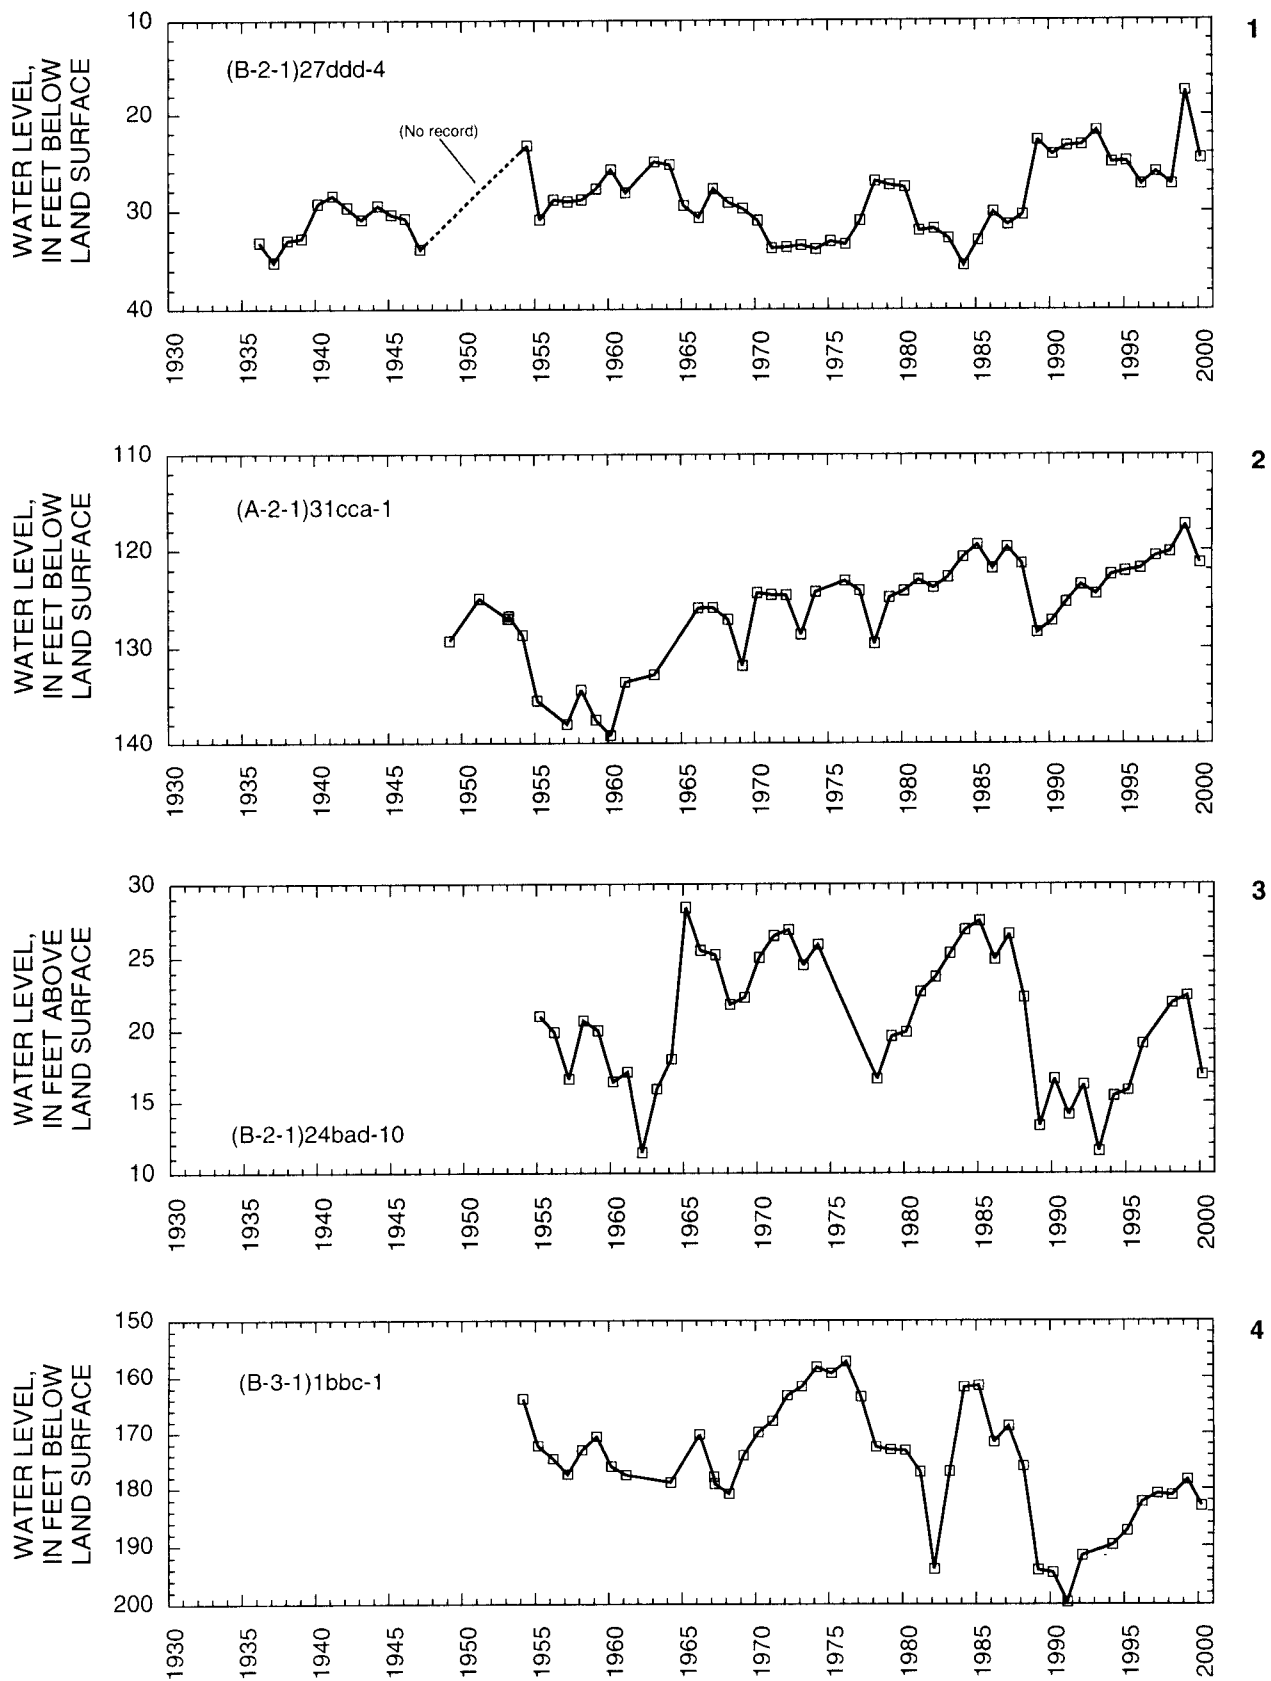 1
WATER LEVEL,
IN FEET BELOW
LAND SURFACE
10
20
30
40
(B-2-1)27ddd-4
(No record)
1930 1935 1940 1945 1950 1955 1960 1965 1970 1975 1980 1985 1990 1995 2000
2
WATER LEVEL,
IN FEET BELOW
LAND SURFACE
110
120
130
140
(A-2-1)31cca-1
1930 1935 1940 1945 1950 1955 1960 1965 1970 1975 1980 1985 1990 1995 2000
3
WATER LEVEL,
IN FEET ABOVE
LAND SURFACE
30
25
20
15
10
(B-2-1)24bad-10
1930 1935 1940 1945 1950 1955 1960 1965 1970 1975 1980 1985 1990 1995 2000
4
WATER LEVEL,
IN FEET BELOW
LAND SURFACE
150
160
170
180
190
200
(B-3-1)1bbc-1
1930 1935 1940 1945 1950 1955 1960 1965 1970 1975 1980 1985 1990 1995 2000